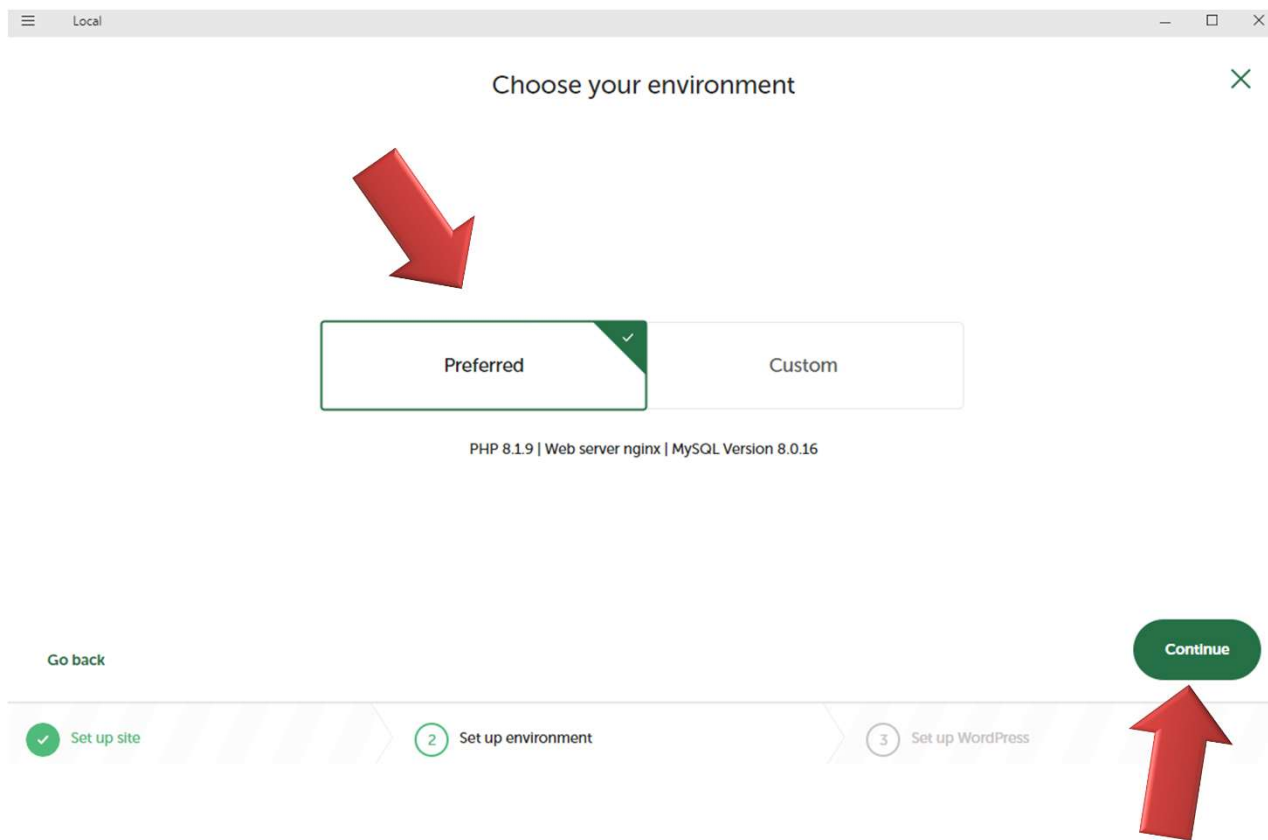 Local
Choose your environment
Preferred
Custom
PHP 8.1.9 | Web server nginx | MySQL Version 8.0.16
Go back
Continue
Set up site
2 Set up environment
3 Set up WordPress